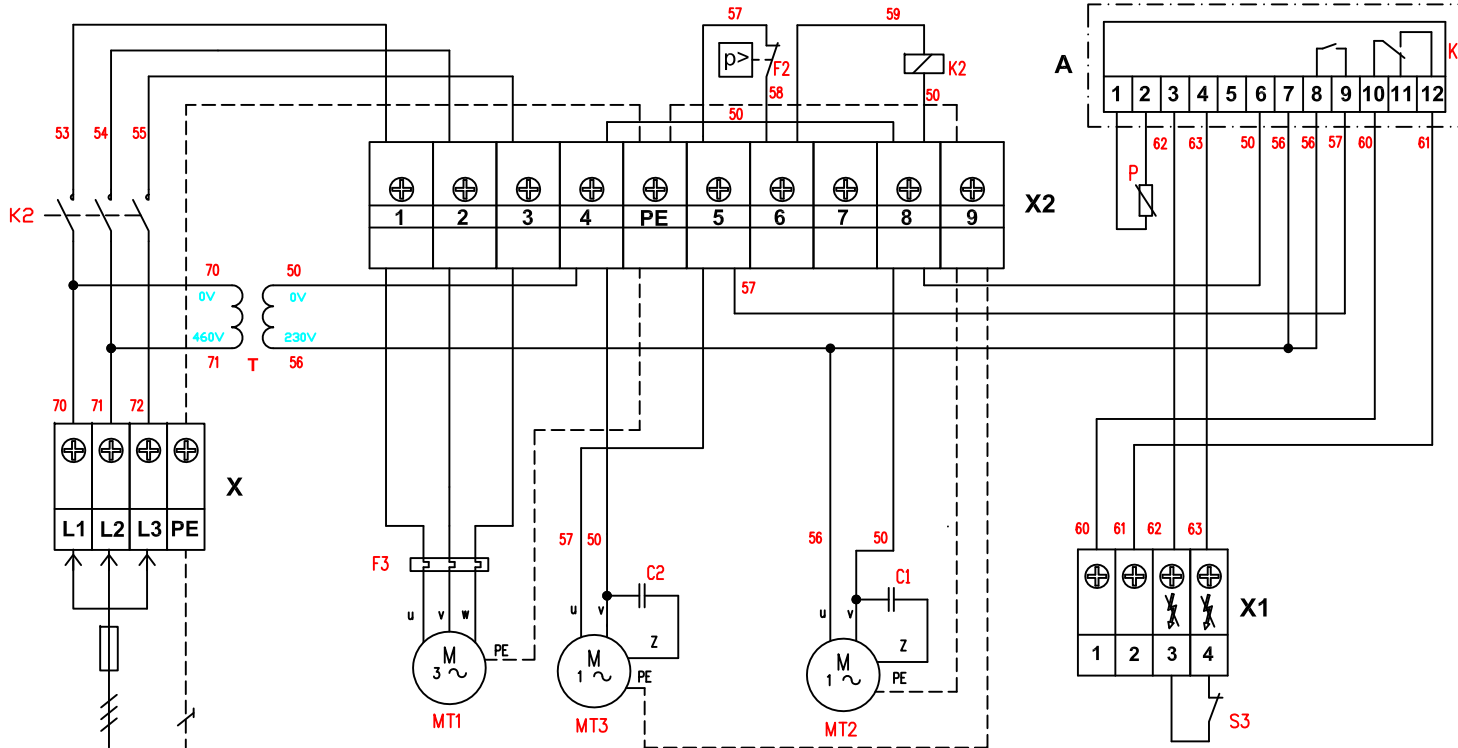 57
59
A
K
p>
F2
K2
1 2 3 4 5 6 7 8 9 10 11 12
58
50
50
53
54
55
62
63
50
56
56
57
60
61
P
K2
X2
1 2 3 4 PE 5 6 7 8 9
70
50
0V
0V
57
460V
230V
71
T
56
70
71
72
X
L1 L2 L3 PE
60
61
62
63
57
50
56
50
F3
C2
C1
X1
u
v
w
u
v
u
v
M
3 ~
PE
M
1 ~
Z
PE
M
1 ~
Z
PE
1 2 3 4
MT1
MT3
MT2
S3